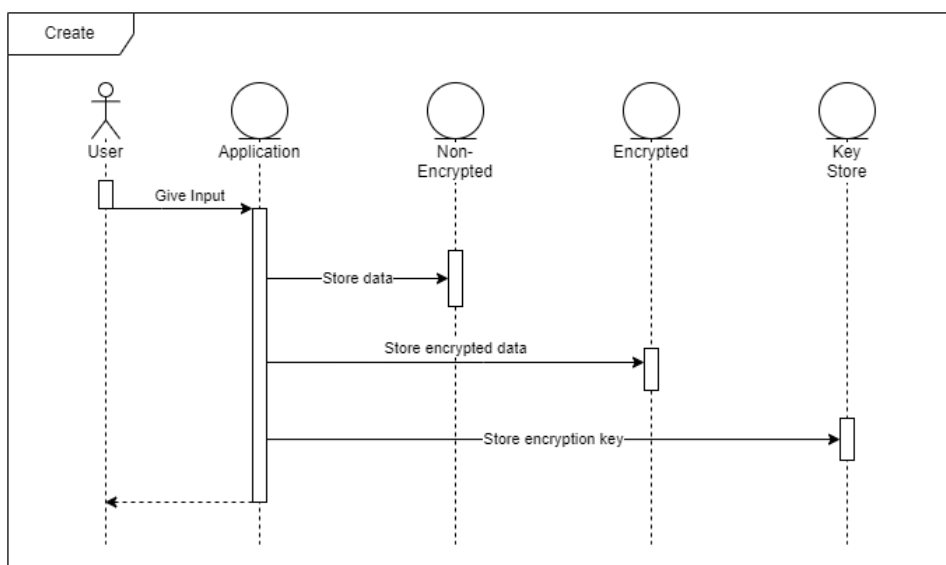 Create
User
Application
Non-
Encrypted
Encrypted
Key
Store
Give Input
Store data
Store encrypted data
Store encryption key